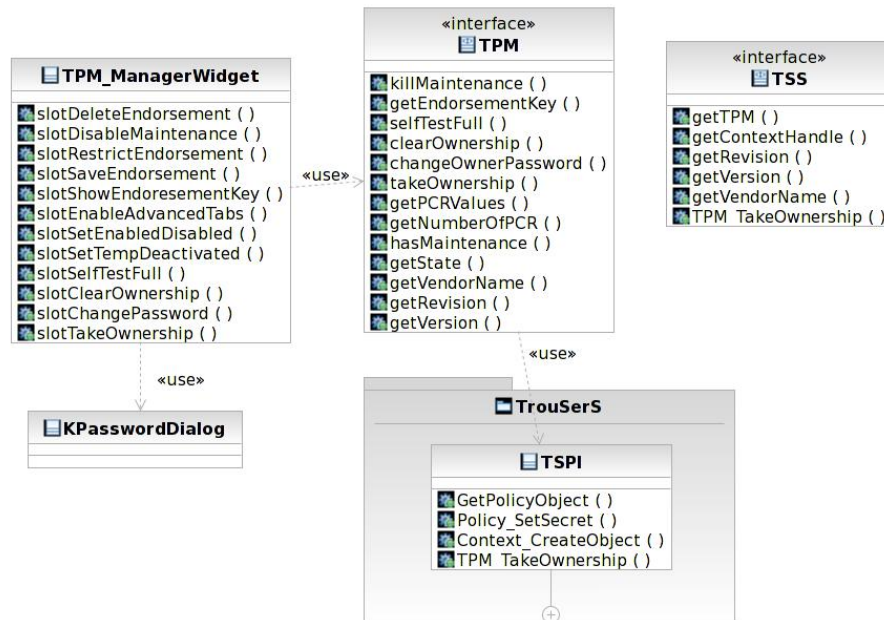 TPM_ManagerWidget
slotDeleteEndorsement ( )
slotDisableMaintenance ( )
slotRestrictEndorsement ( )
slotSaveEndorsement ( )
slotShowEndoresementKey ( )
slotEnableAdvancedTabs ( )
slotSetEnabledDisabled ( )
slotSetTempDeactivated ( )
slotSelfTestFull ( )
slotClearOwnership ( )
slotChangePassword ( )
slotTakeOwnership ( )
«use»
«interface»
TPM
killMaintenance ( )
getEndorsementKey ( )
selfTestFull ( )
clearOwnership ( )
changeOwnerPassword ( )
takeOwnership ( )
getPCRValues ( )
getNumberOfPCR ( )
hasMaintenance ( )
getState ( )
getVendorName ( )
getRevision ( )
getVersion ( )
«interface»
TSS
getTPM ( )
getContextHandle ( )
getRevision ( )
getVersion ( )
getVendorName ( )
TPM_TakeOwnership ( )
«use»
KPasswordDialog
«use»
TrouSerS
TSPI
GetPolicyObject ( )
Policy_SetSecret ( )
Context_CreateObject ( )
TPM_TakeOwnership ( )